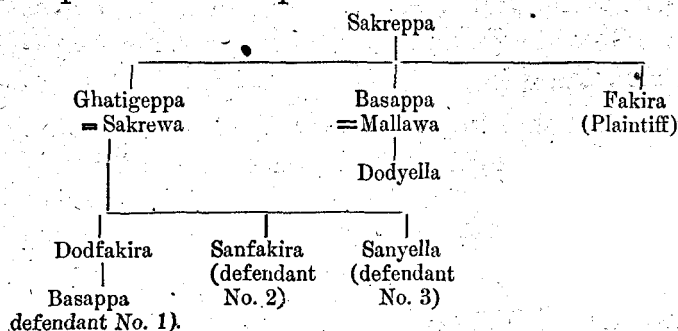 Sakreppa
Ghatigeppa Basappa Fakira
= Sakrewa = Mallawa (Plaintiff)
Dodyella
Dodfakira Sanfakira Sanyella
(defendant (defendant
Basappa No. 2) No. 3)
defendant No. 1).